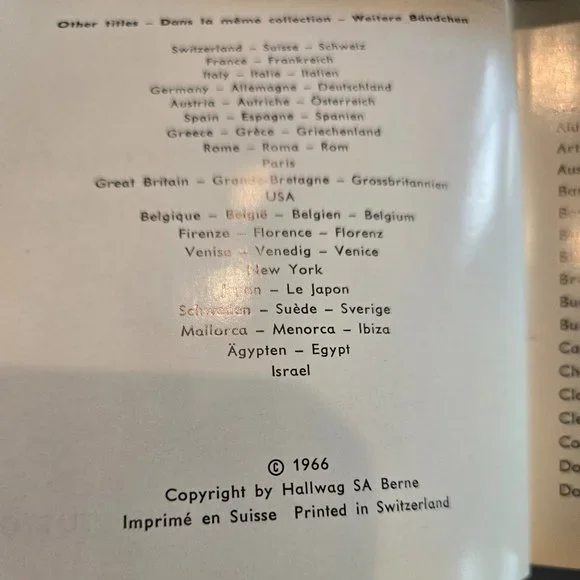 Other titles – Dans la même collection – Weitere Bändchen
Switzerland – Suisse – Schweiz
France – Frankreich
Italy – Italie – Italien
Germany – Allemagne – Deutschland
Austria – Autriche – Österreich
Spain – Espagne – Spanien
Greece – Grèce – Griechenland
Rome – Roma – Rom
Paris
Great Britain – Grande-Bretagne – Grossbritannien
USA
Belgique – België – Belgien – Belgium
Firenze – Florence – Florenz
Venise – Venedig – Venice
New York
Japan – Le Japon
Schweden – Suède – Sverige
Mallorca – Menorca – Ibiza
Ägypten – Egypt
Israel
© 1966
Copyright by Hallwag SA Berne
Imprimé en Suisse Printed in Switzerland